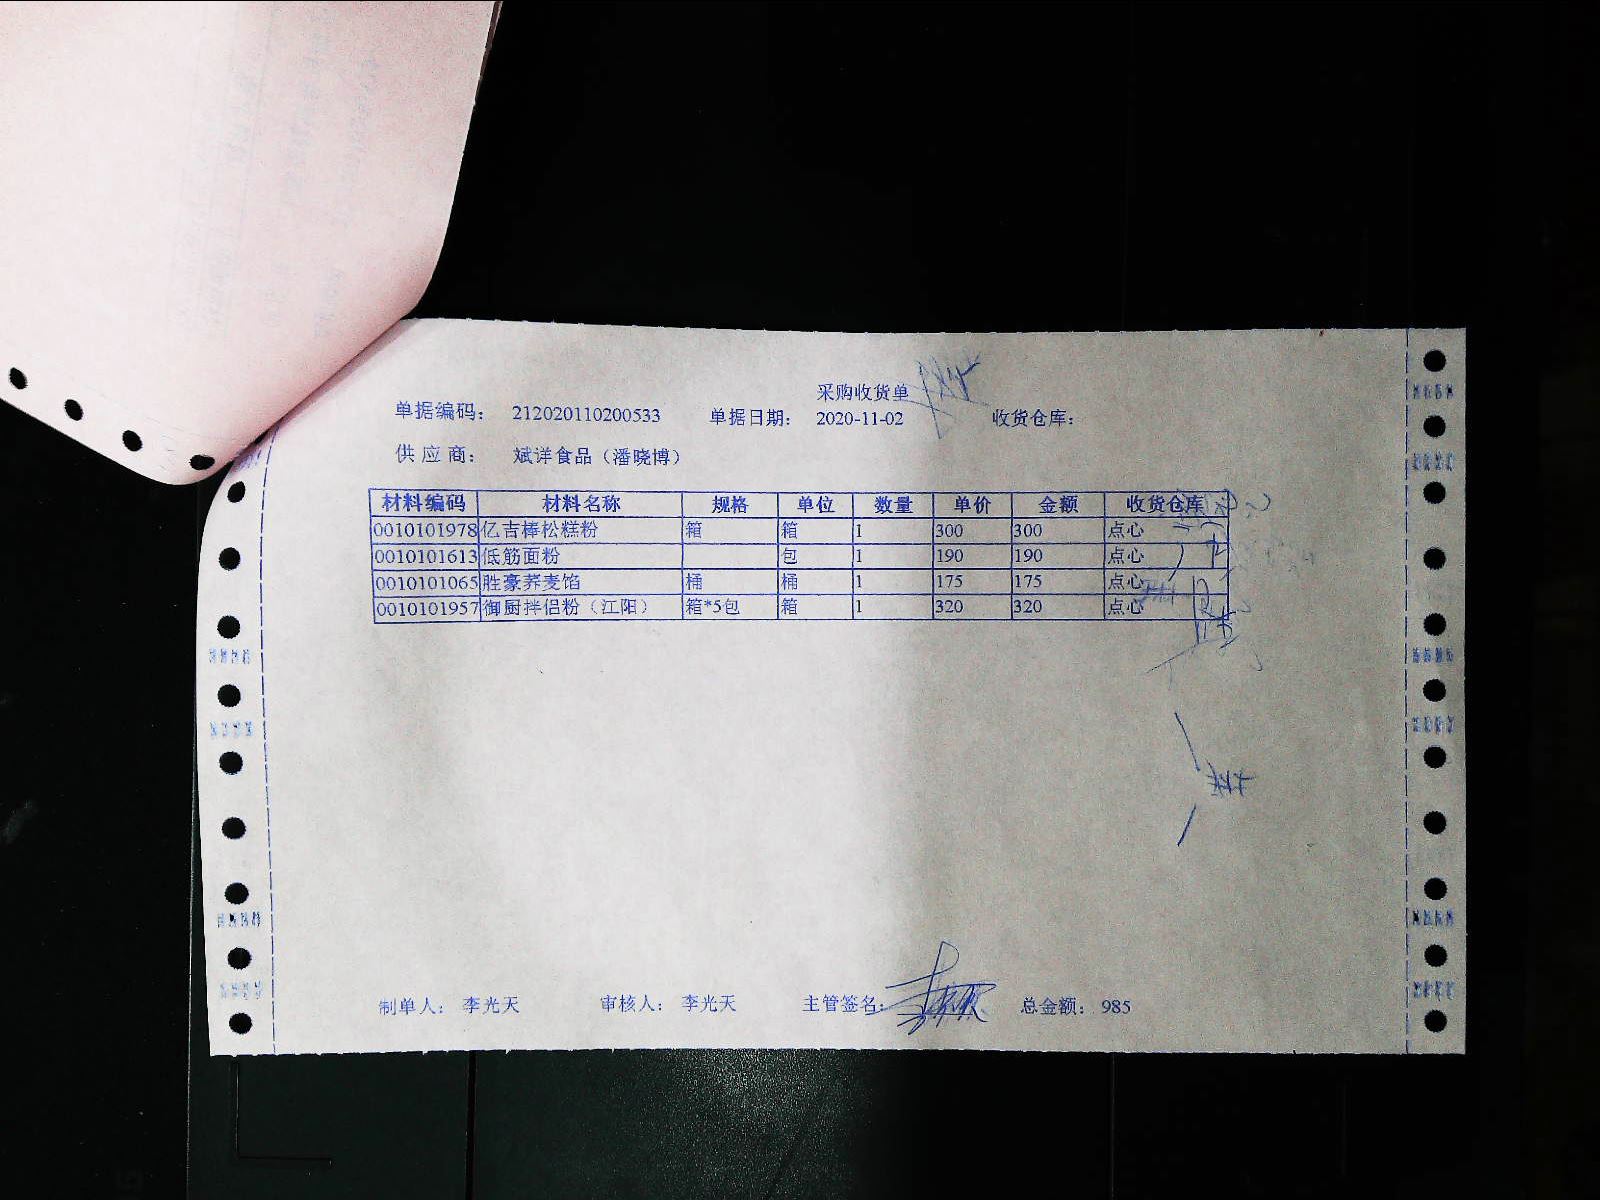 采购收货单
单据编码： 212020110200533 单据日期： 2020-11-02 收货仓库：
供 应 商： 斌洋食品（潘晓博）
材料编码 材料名称 规格 单位 数量 单价 金额 收货仓库
0010101978 亿吉棒松糕粉 箱 箱 1 300 300 点心
0010101613 低筋面粉 包 1 190 190 点心
0010101065 胜豪荞麦馅 桶 桶 1 175 175 点心
0010101957 御厨拌侣粉（江阳） 箱*5包 箱 1 320 320 点心
制单人： 李光天 审核人： 李光天 主管签名： 总金额： 985